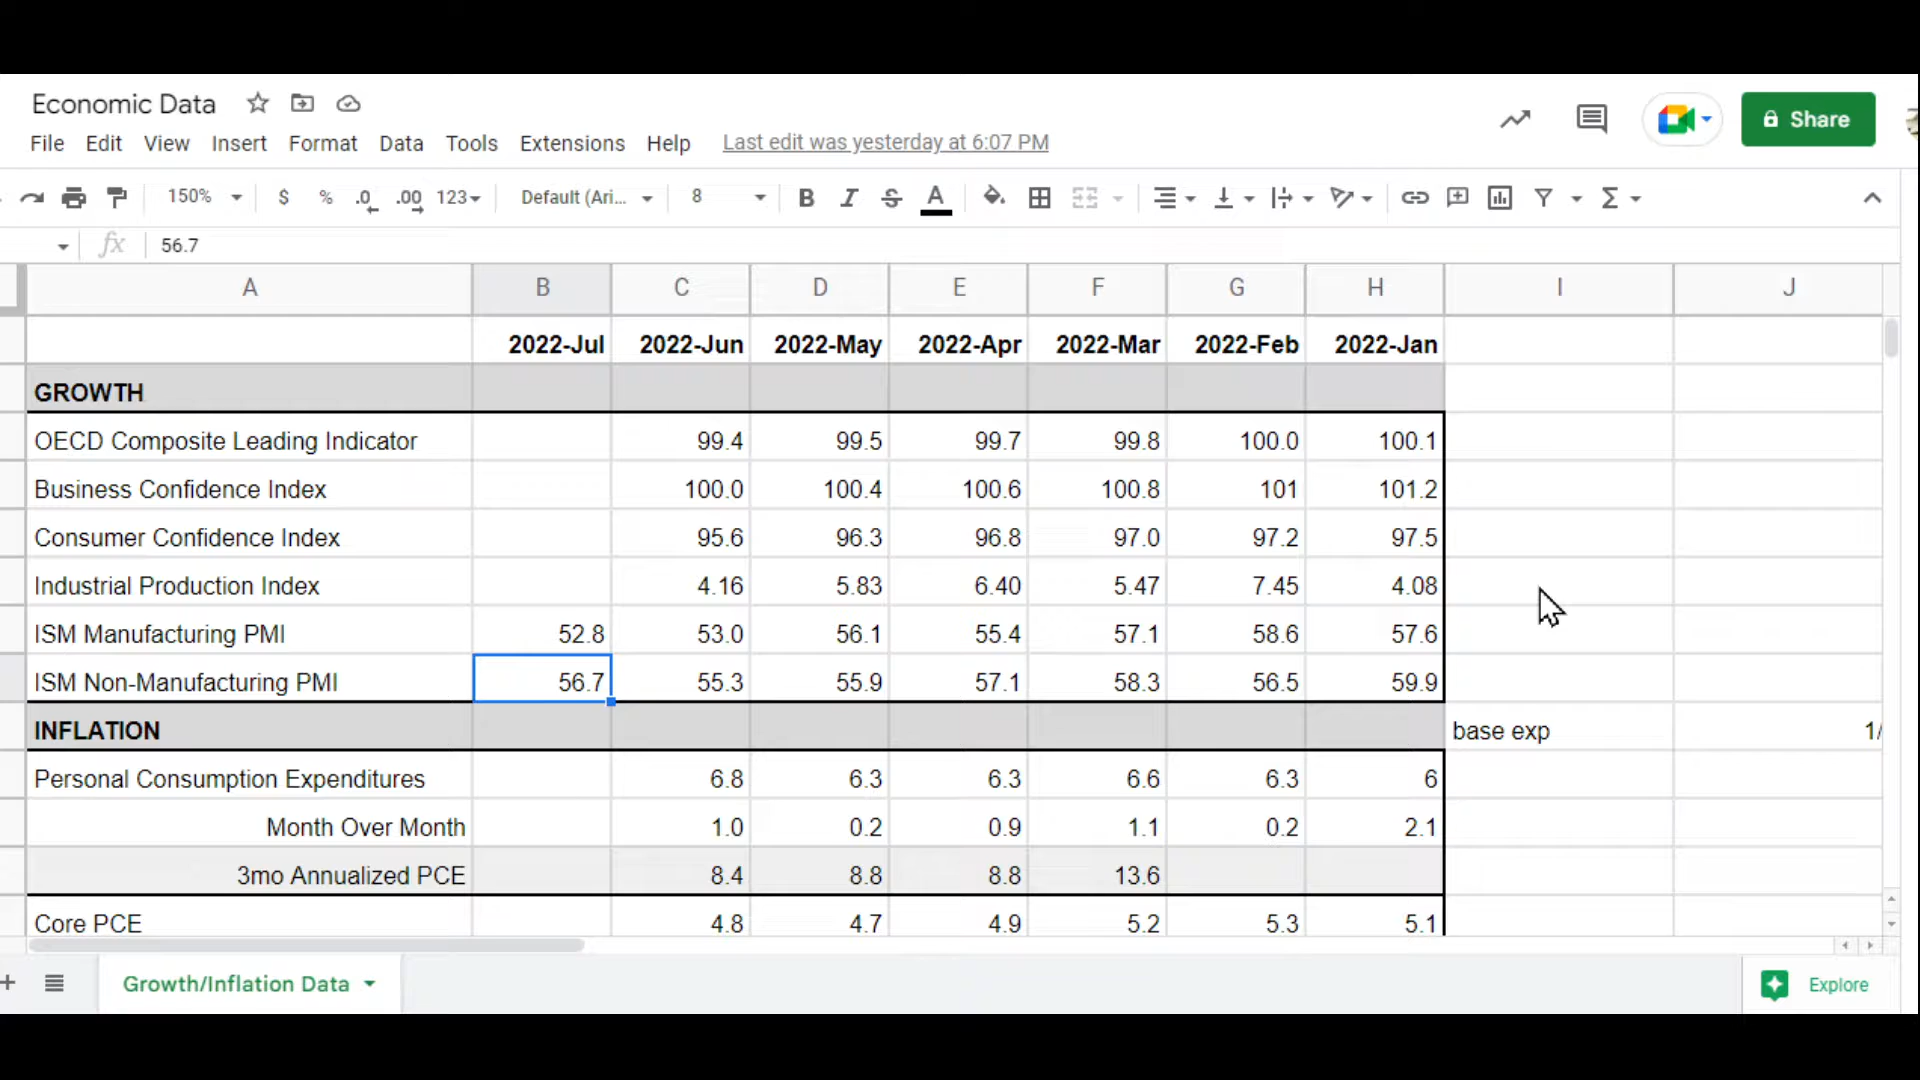 Economic Data
File Edit View Insert Format Data Tools Extensions Help Last edit was yesterday at 6:07 PM
Share
150% $ % .0 .00 123 Default (Ari... 8 B I S A
fx 56.7
A B C D E F G H I J
2022-Jul 2022-Jun 2022-May 2022-Apr 2022-Mar 2022-Feb 2022-Jan
GROWTH
OECD Composite Leading Indicator 99.4 99.5 99.7 99.8 100.0 100.1
Business Confidence Index 100.0 100.4 100.6 100.8 101 101.2
Consumer Confidence Index 95.6 96.3 96.8 97.0 97.2 97.5
Industrial Production Index 4.16 5.83 6.40 5.47 7.45 4.08
ISM Manufacturing PMI 52.8 53.0 56.1 55.4 57.1 58.6 57.6
ISM Non-Manufacturing PMI 56.7 55.3 55.9 57.1 58.3 56.5 59.9
INFLATION base exp 1/
Personal Consumption Expenditures 6.8 6.3 6.3 6.6 6.3 6
Month Over Month 1.0 0.2 0.9 1.1 0.2 2.1
3mo Annualized PCE 8.4 8.8 8.8 13.6
Core PCE 4.8 4.7 4.9 5.2 5.3 5.1
Growth/Inflation Data
Explore